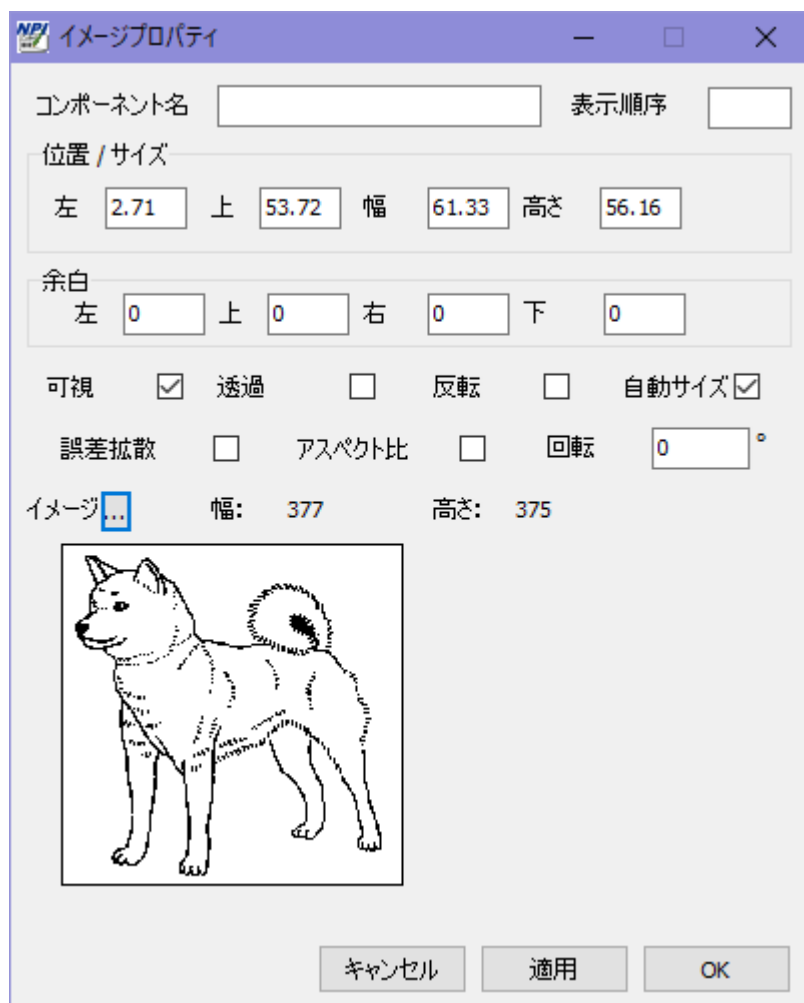 NPI イメージプロパティ
コンポーネント名 表示順序
位置 / サイズ
左 2.71 上 53.72 幅 61.33 高さ 56.16
余白
左 0 上 0 右 0 下 0
可視 透過 反転 自動サイズ
誤差拡散 アスペクト比 回転 0 °
イメージ ... 幅: 377 高さ: 375
キャンセル 適用 OK